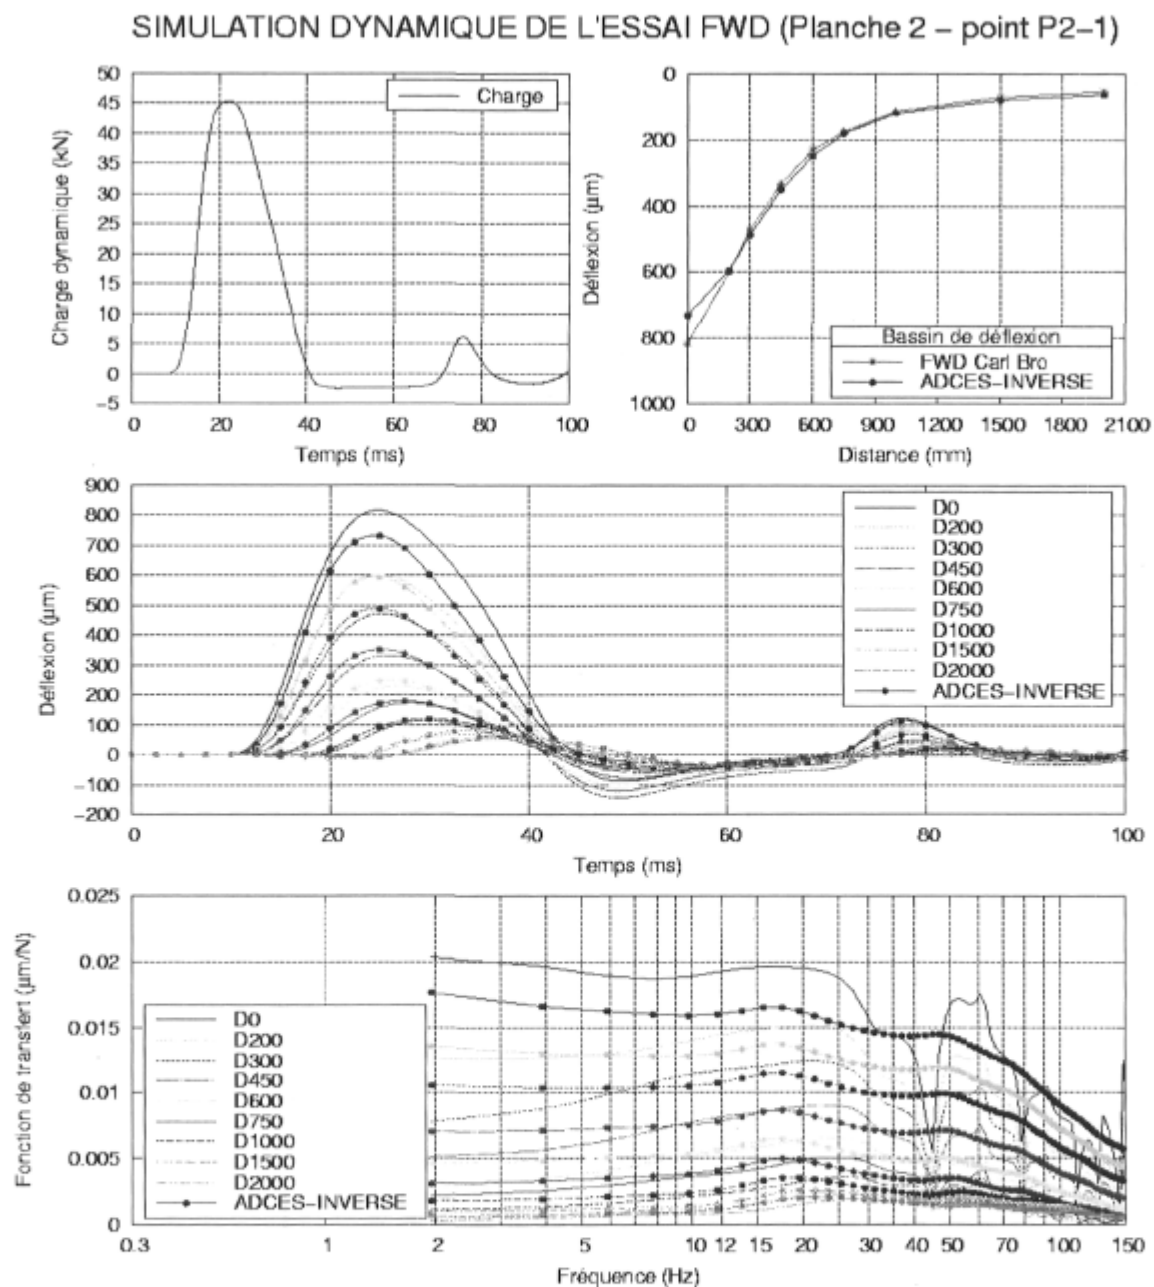 SIMULATION DYNAMIQUE DE L'ESSAI FWD (Planche 2 – point P2–1)
Charge dynamique (kN)
50
45
40
35
30
25
20
15
10
5
0
−5
Charge
0 20 40 60 80 100
Temps (ms)
Déflexion (µm)
0
200
400
600
800
1000
Bassin de déflexion
FWD Carl Bro
ADCES−INVERSE
0 300 600 900 1200 1500 1800 2100
Distance (mm)
Déflexion (µm)
900
800
700
600
500
400
300
200
100
0
−100
−200
D0
D200
D300
D450
D600
D750
D1000
D1500
D2000
ADCES−INVERSE
0 20 40 60 80 100
Temps (ms)
Fonction de transfert (µm/N)
0.025
0.02
0.015
0.01
0.005
0
D0
D200
D300
D450
D600
D750
D1000
D1500
D2000
ADCES−INVERSE
0.3 1 2 5 10 12 15 20 30 40 50 70 100 150
Fréquence (Hz)